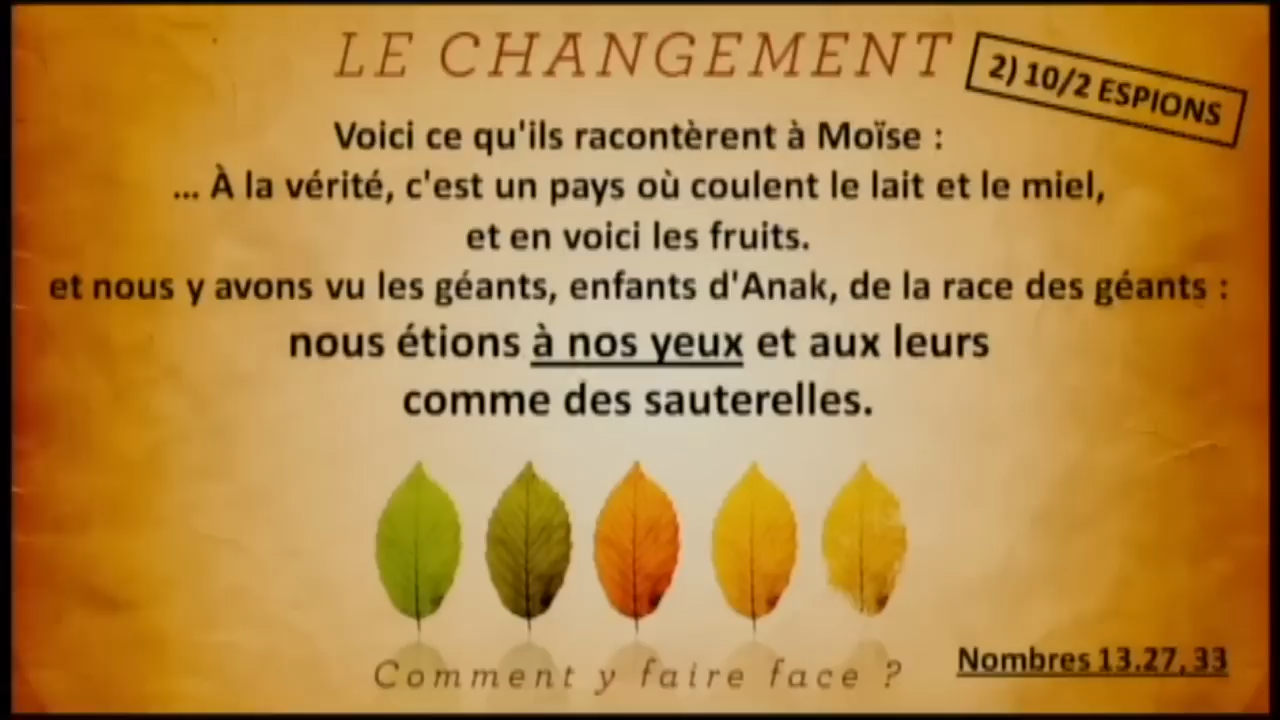 LE CHANGEMENT
2) 10/2 ESPIONS
Voici ce qu'ils racontèrent à Moïse :
... À la vérité, c'est un pays où coulent le lait et le miel,
et en voici les fruits.
et nous y avons vu les géants, enfants d'Anak, de la race des géants :
nous étions à nos yeux et aux leurs
comme des sauterelles.
Comment y faire face ?
Nombres 13.27, 33